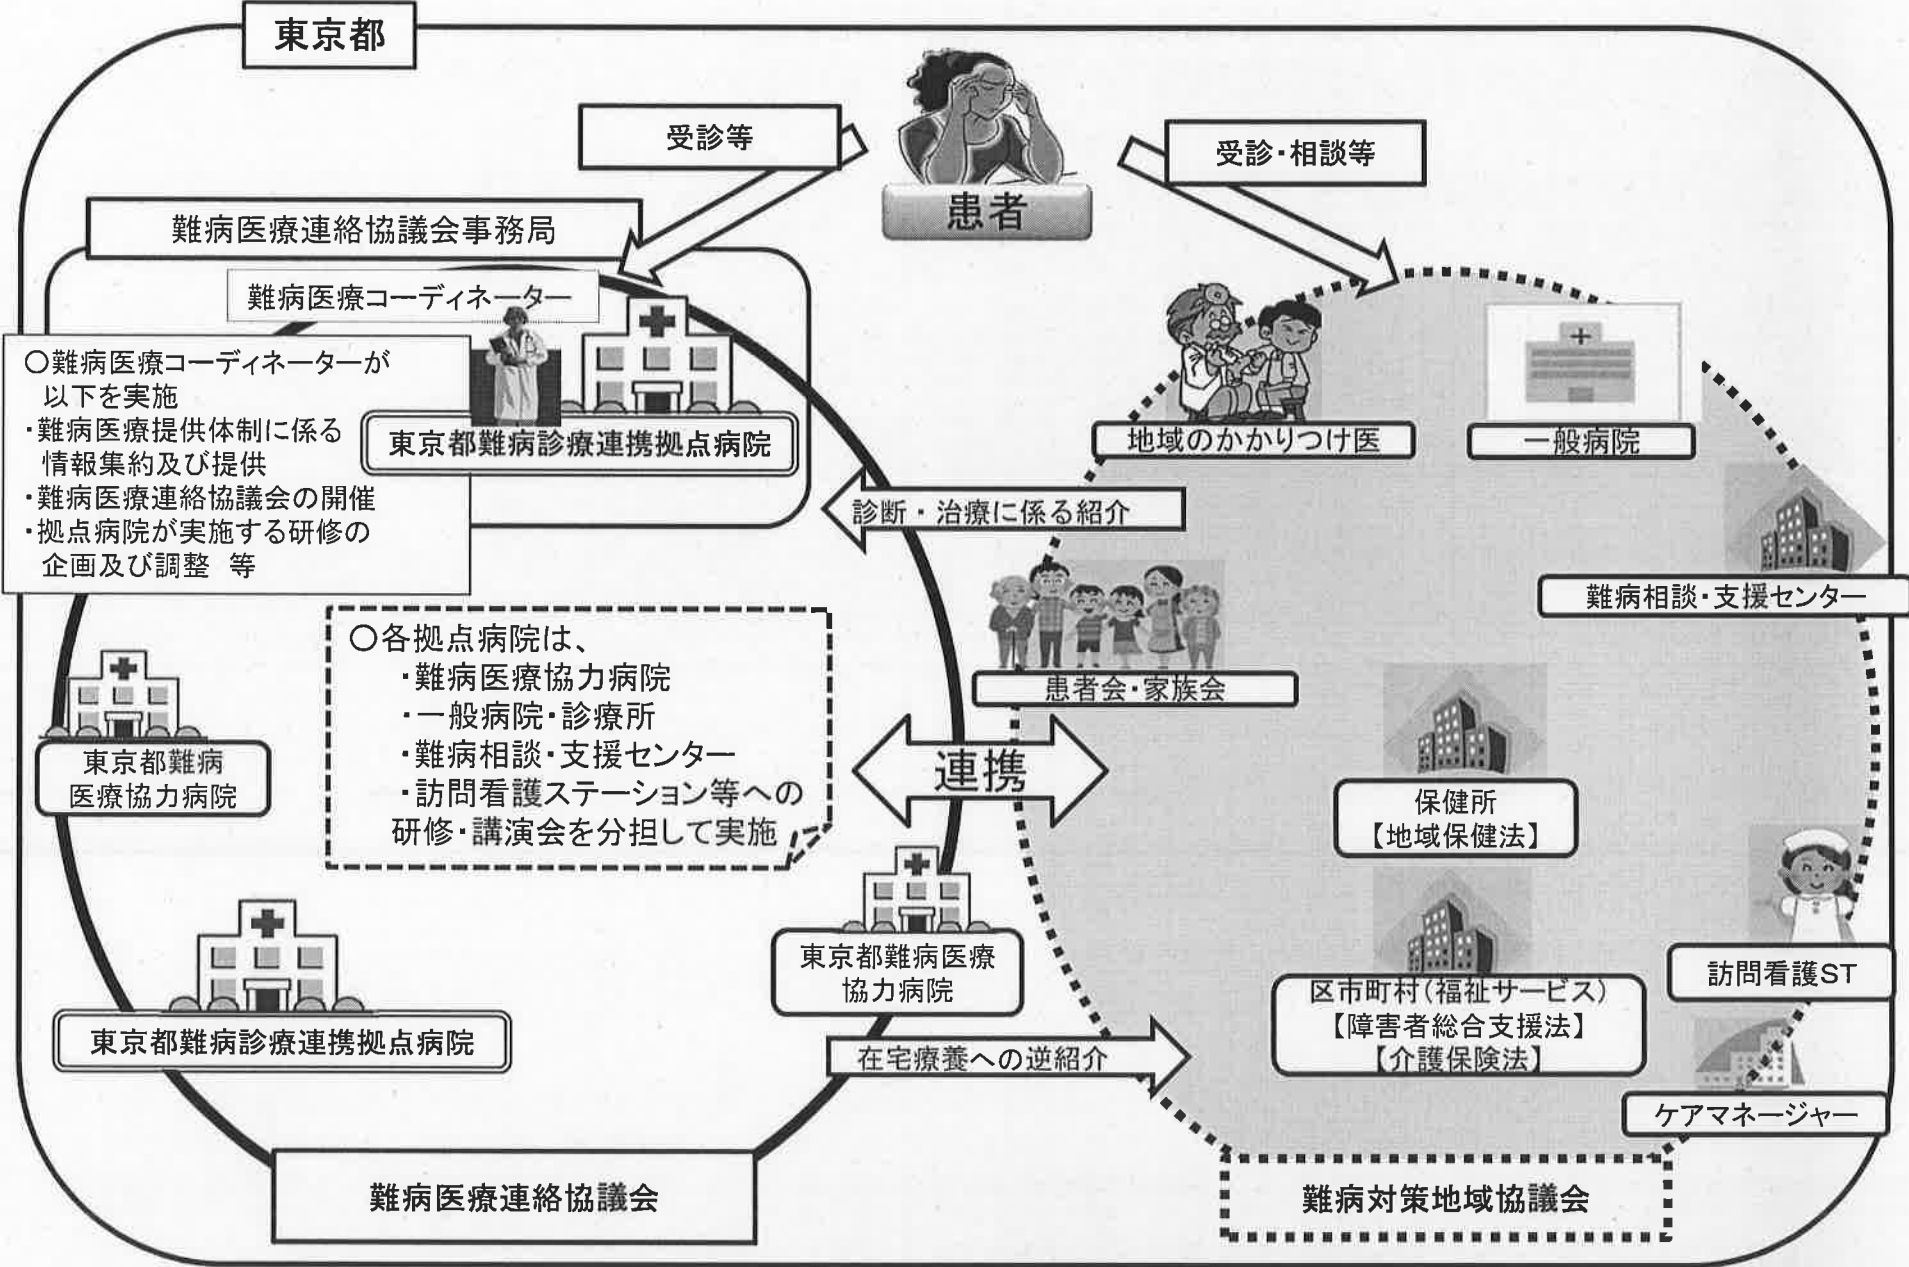 東京都
受診等
受診・相談等
患者
難病医療連絡協議会事務局
難病医療コーディネーター
○難病医療コーディネーターが
以下を実施
・難病医療提供体制に係る
情報集約及び提供
・難病医療連絡協議会の開催
・拠点病院が実施する研修の
企画及び調整 等
東京都難病診療連携拠点病院
地域のかかりつけ医
一般病院
診断・治療に係る紹介
難病相談・支援センター
患者会・家族会
○各拠点病院は、
・難病医療協力病院
・一般病院・診療所
・難病相談・支援センター
・訪問看護ステーション等への
研修・講演会を分担して実施
連携
東京都難病
医療協力病院
保健所
【地域保健法】
東京都難病医療
協力病院
訪問看護ST
区市町村(福祉サービス)
【障害者総合支援法】
【介護保険法】
東京都難病診療連携拠点病院
在宅療養への逆紹介
ケアマネージャー
難病医療連絡協議会
難病対策地域協議会